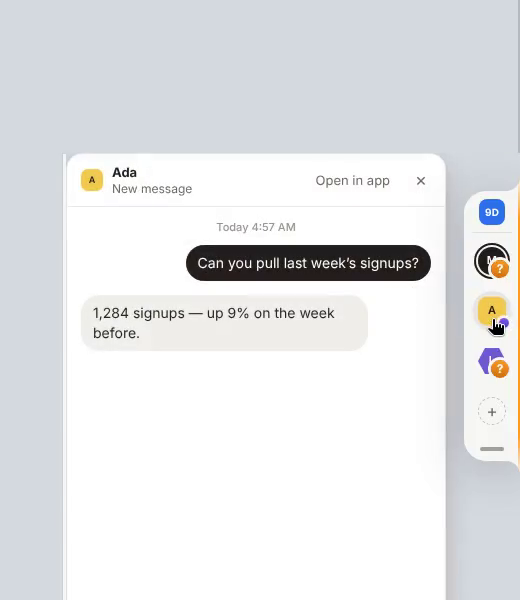 Ada
New message
Open in app
Today 4:57 AM
Can you pull last week’s signups?
1,284 signups — up 9% on the week
before.
A
9D
?
A
?